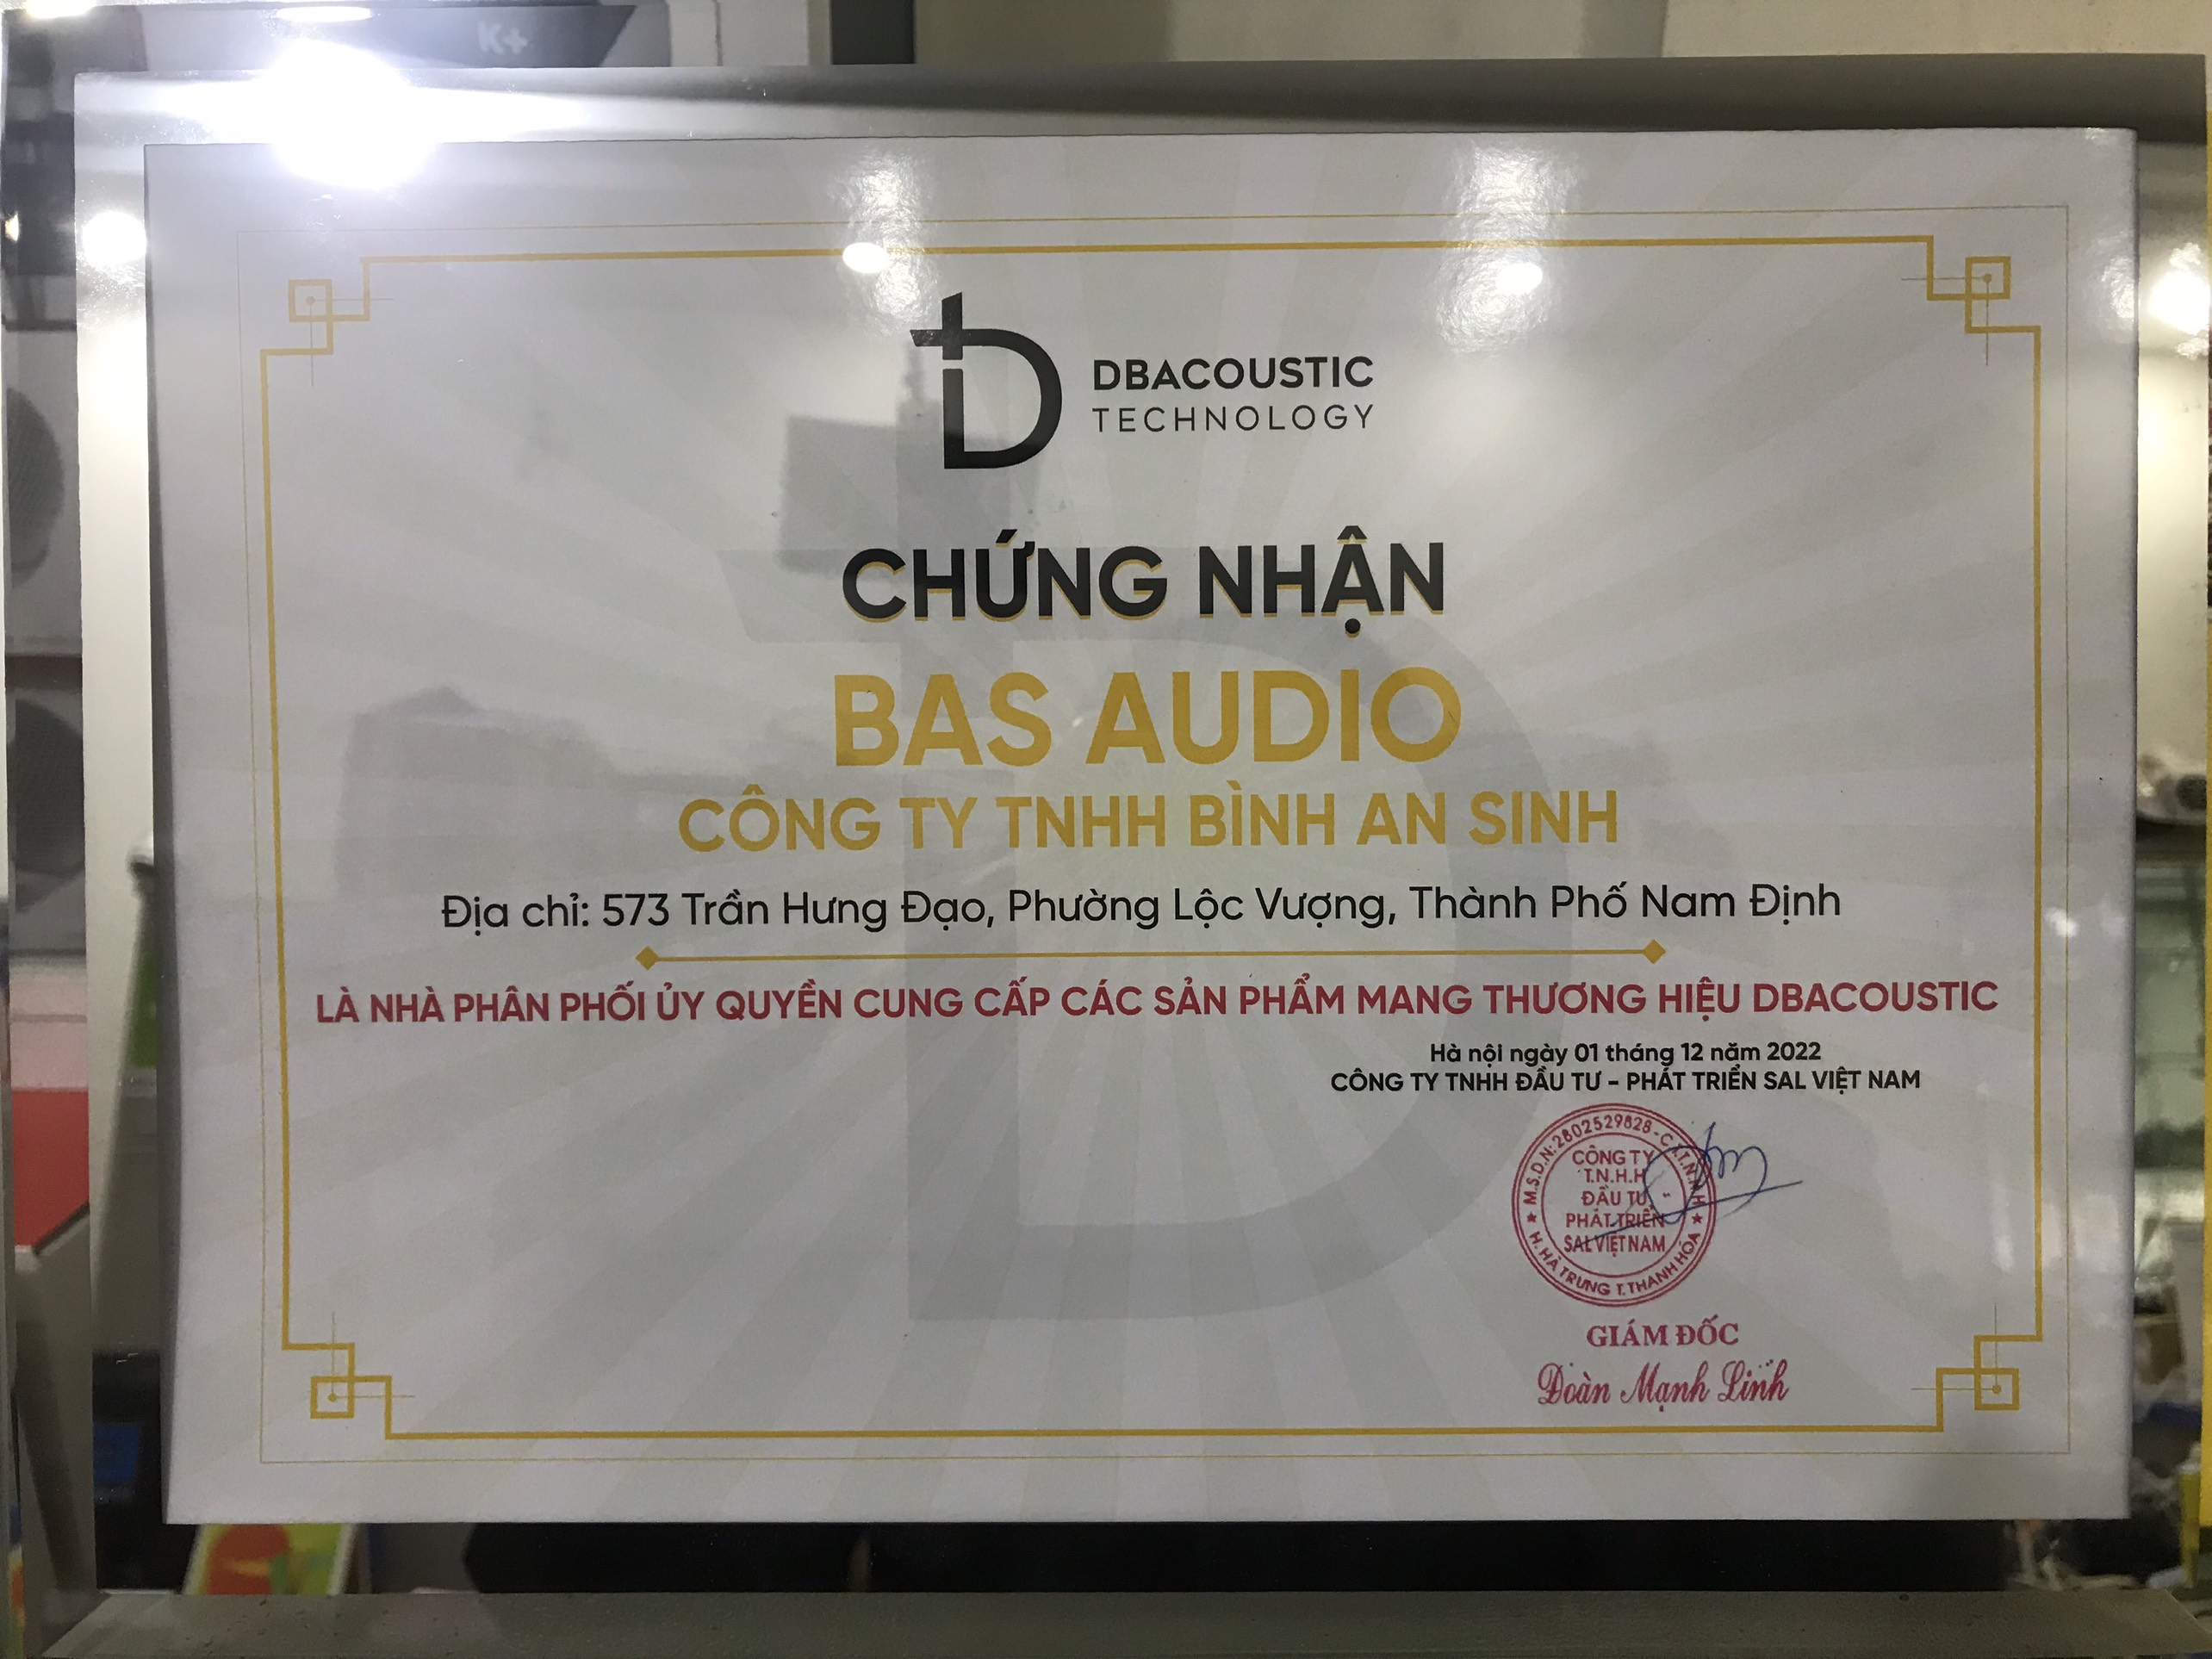 K+
DBACOUSTIC
TECHNOLOGY
CHỨNG NHẬN
BAS AUDIO
CÔNG TY TNHH BÌNH AN SINH
Địa chỉ: 573 Trần Hưng Đạo, Phường Lộc Vượng, Thành Phố Nam Định
LÀ NHÀ PHÂN PHỐI ỦY QUYỀN CUNG CẤP CÁC SẢN PHẨM MANG THƯƠNG HIỆU DBACOUSTIC
Hà nội ngày 01 tháng 12 năm 2022
CÔNG TY TNHH ĐẦU TƯ - PHÁT TRIỂN SAL VIỆT NAM
M.S.D.N: 2802529828 - C.T.T.N.H.H
CÔNG TY
T.N.H.H
ĐẦU TƯ -
PHÁT TRIỂN
SAL VIỆT NAM
H. HÀ TRUNG T. THANH HÓA
GIÁM ĐỐC
Đoàn Mạnh Linh